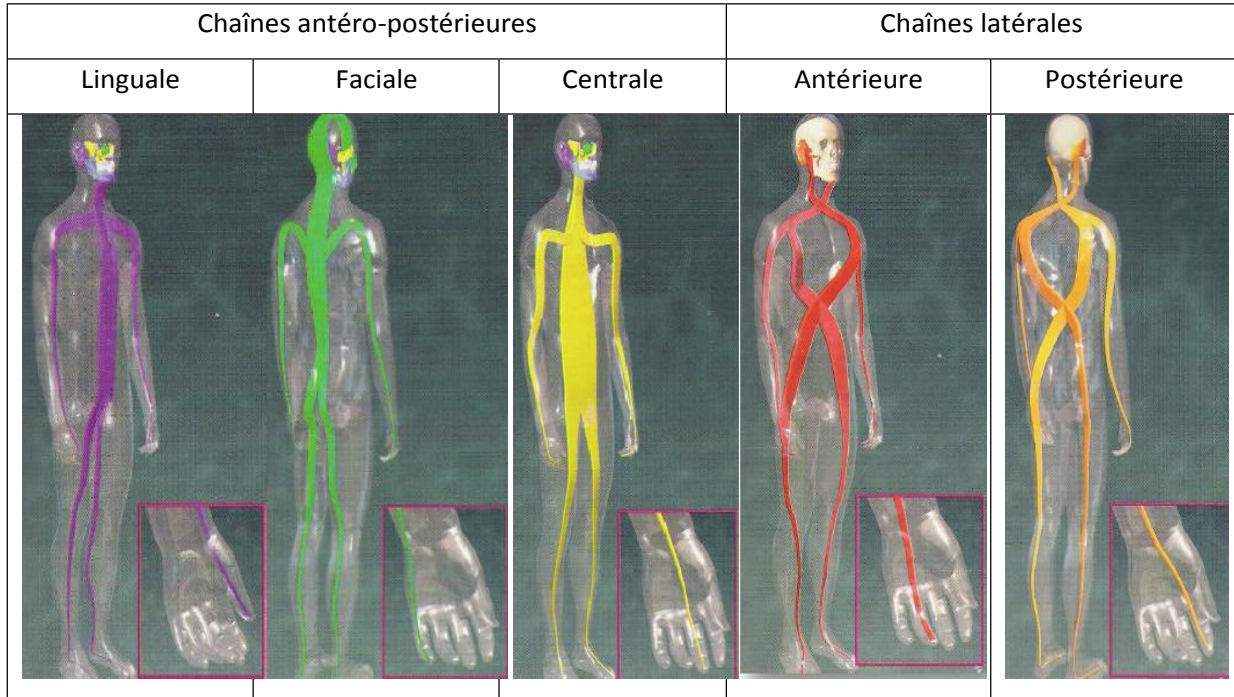 Chaînes antéro-postérieures
Chaînes latérales
Linguale
Faciale
Centrale
Antérieure
Postérieure